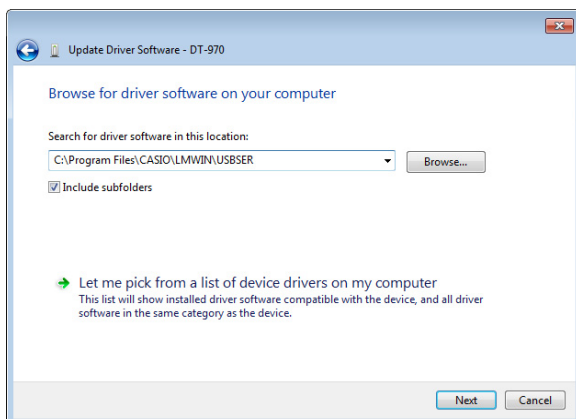 Update Driver Software - DT-970
Browse for driver software on your computer
Search for driver software in this location:
C:\Program Files\CASIO\LMWIN\USBSER
Browse...
Include subfolders
Let me pick from a list of device drivers on my computer
This list will show installed driver software compatible with the device, and all driver
software in the same category as the device.
Next
Cancel